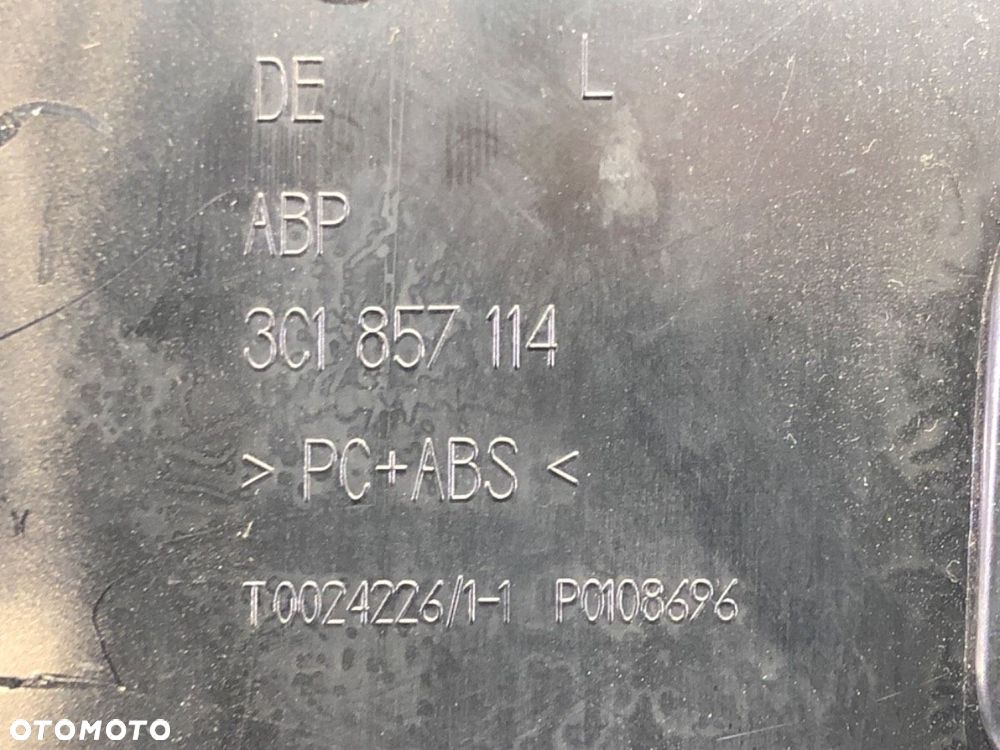 DE L
ABP
3C1 857 114
> PC+ABS <
T0024226/1-1 P0108696
OTOMOTO